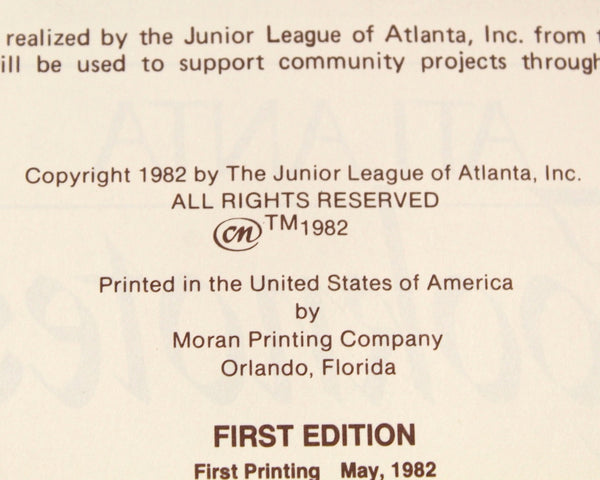 realized by the Junior League of Atlanta, Inc. from
ill be used to support community projects through
Copyright 1982 by The Junior League of Atlanta, Inc.
ALL RIGHTS RESERVED
cn TM 1982
Printed in the United States of America
by
Moran Printing Company
Orlando, Florida
FIRST EDITION
First Printing May, 1982